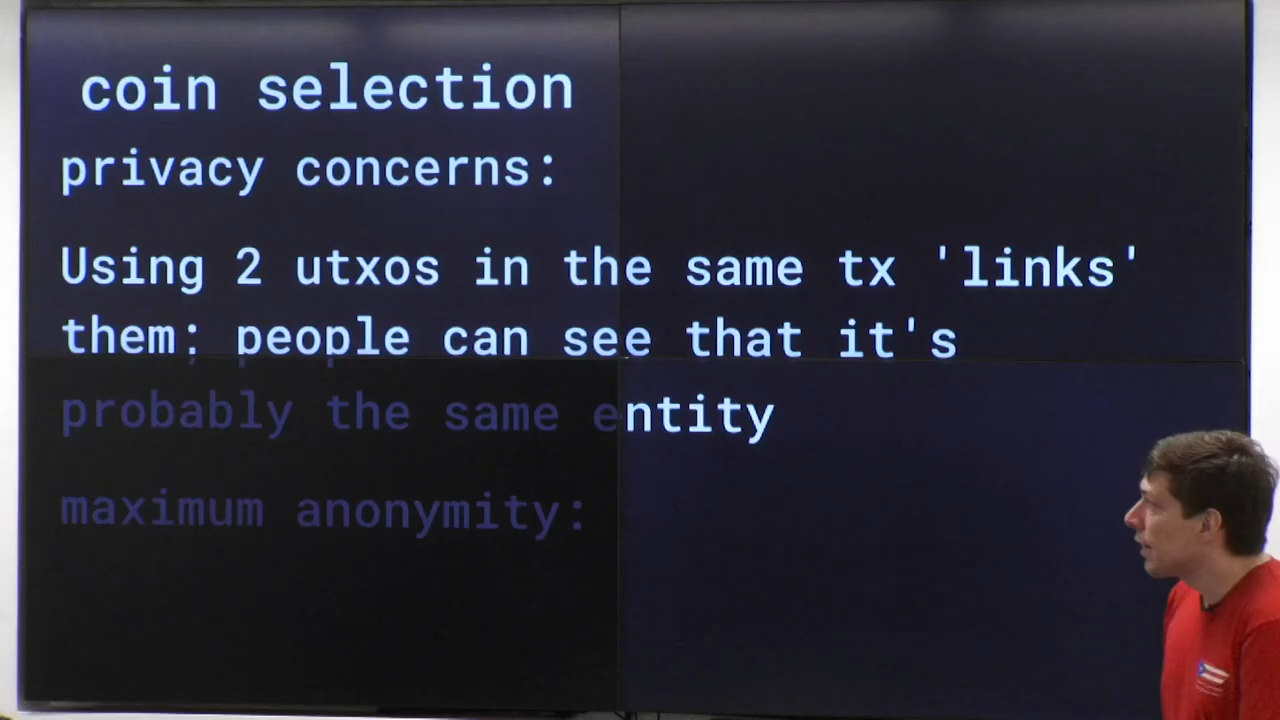 coin selection
privacy concerns:
Using 2 utxos in the same tx 'links'
them; people can see that it's
probably the same entity
maximum anonymity: